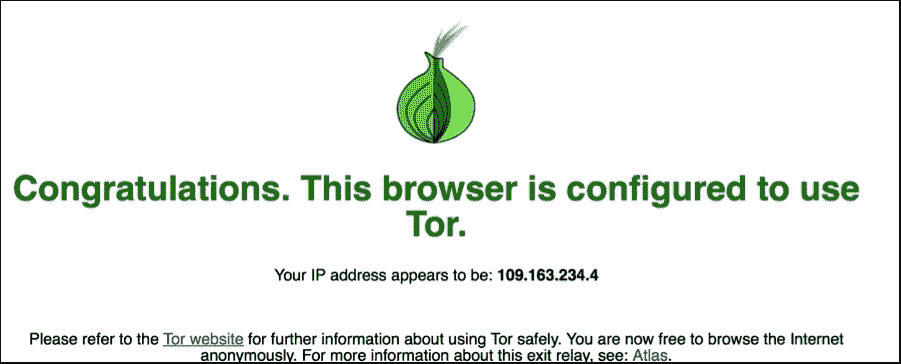 Congratulations. This browser is configured to use
Tor.
Your IP address appears to be: 109.163.234.4
Please refer to the Tor website for further information about using Tor safely. You are now free to browse the Internet
anonymously. For more information about this exit relay, see: Atlas.